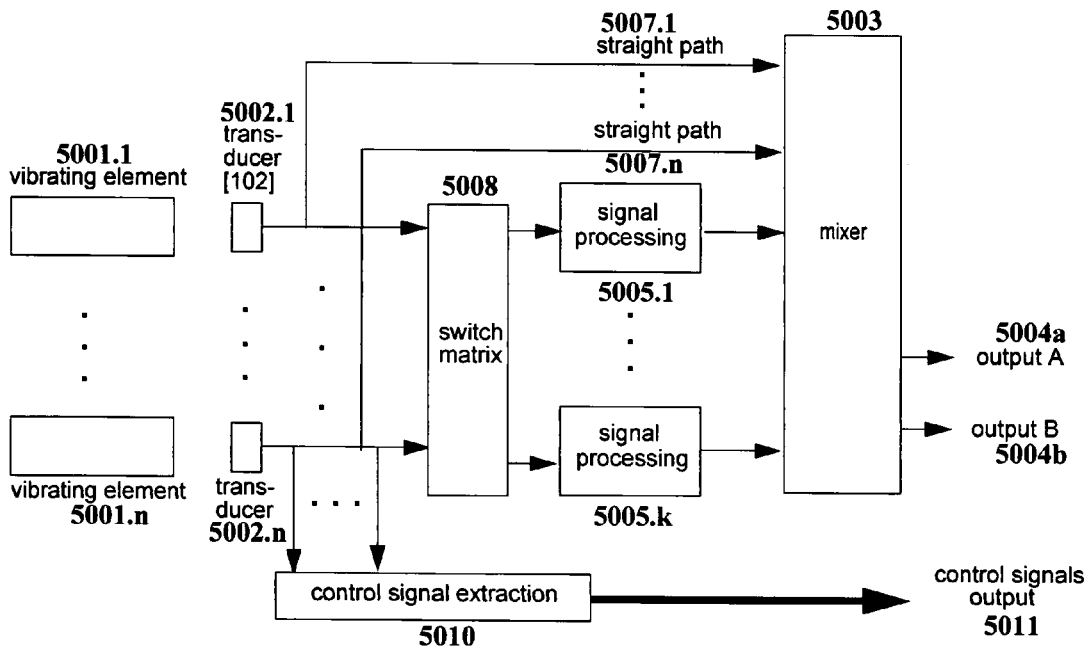 5007.1
straight path
5003
5002.1
trans-
ducer
[102]
straight path
5007.n
5001.1
vibrating element
5008
signal
processing
5005.1
mixer
switch
matrix
5004a
output A
output B
5004b
signal
processing
5005.k
vibrating element
5001.n
trans-
ducer
5002.n
control signal extraction
5010
control signals
output
5011